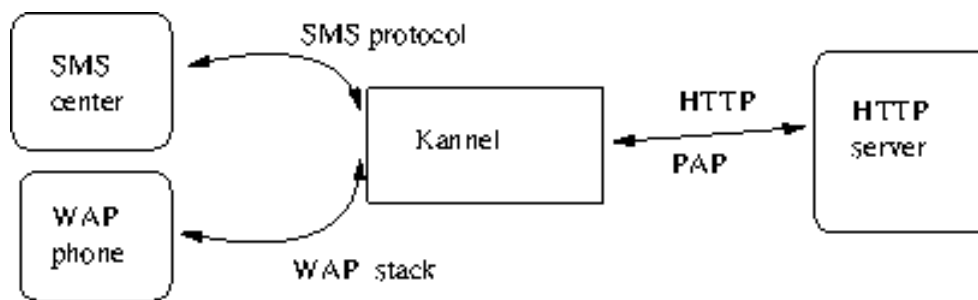 SMS protocol
SMS
center
Kannel
HTTP
PAP
HTTP
server
WAP
phone
WAP stack